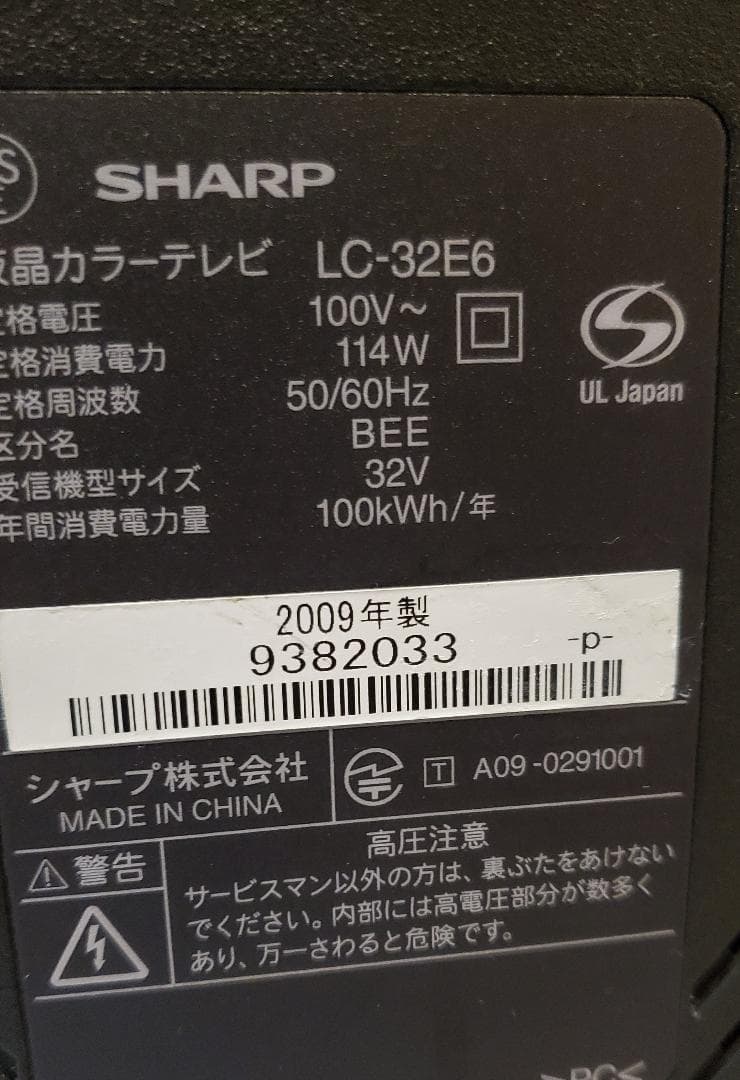 SHARP
液晶カラーテレビ LC-32E6
定格電圧 100V～
定格消費電力 114W
定格周波数 50/60Hz
区分名 BEE
受信機型サイズ 32V
年間消費電力量 100kWh/年
UL Japan
2009年製
9382033 -p-
シャープ株式会社
MADE IN CHINA
T A09-0291001
警告
高圧注意
サービスマン以外の方は、裏ぶたをあけない
でください。内部には高電圧部分が数多く
あり、万一さわると危険です。
>PC<